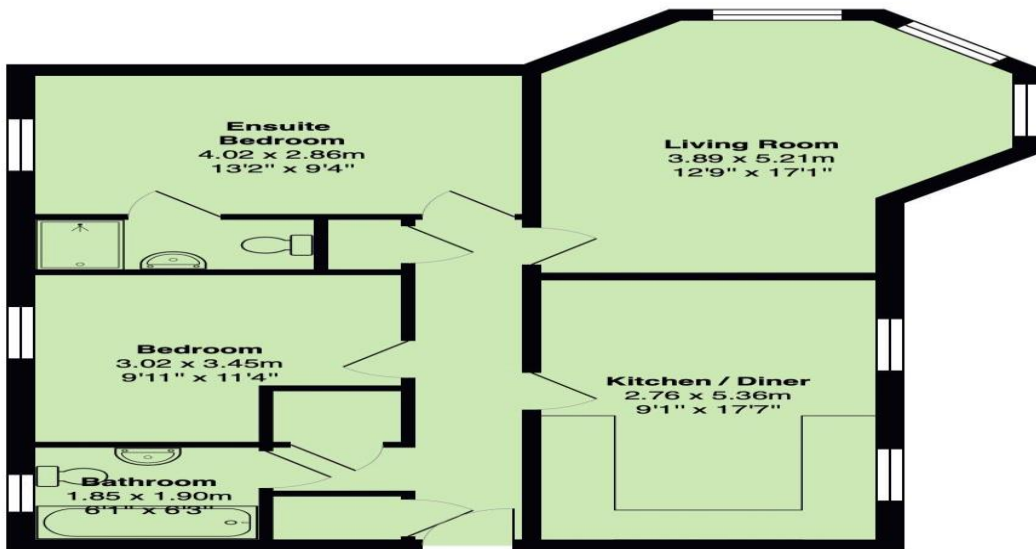 Ensuite
Bedroom
4.02 x 2.86m
13'2" x 9'4"
Living Room
3.89 x 5.21m
12'9" x 17'1"
Bedroom
3.02 x 3.45m
9'11" x 11'4"
Kitchen / Diner
2.76 x 5.36m
9'1" x 17'7"
Bathroom
1.85 x 1.90m
6'1" x 6'3"